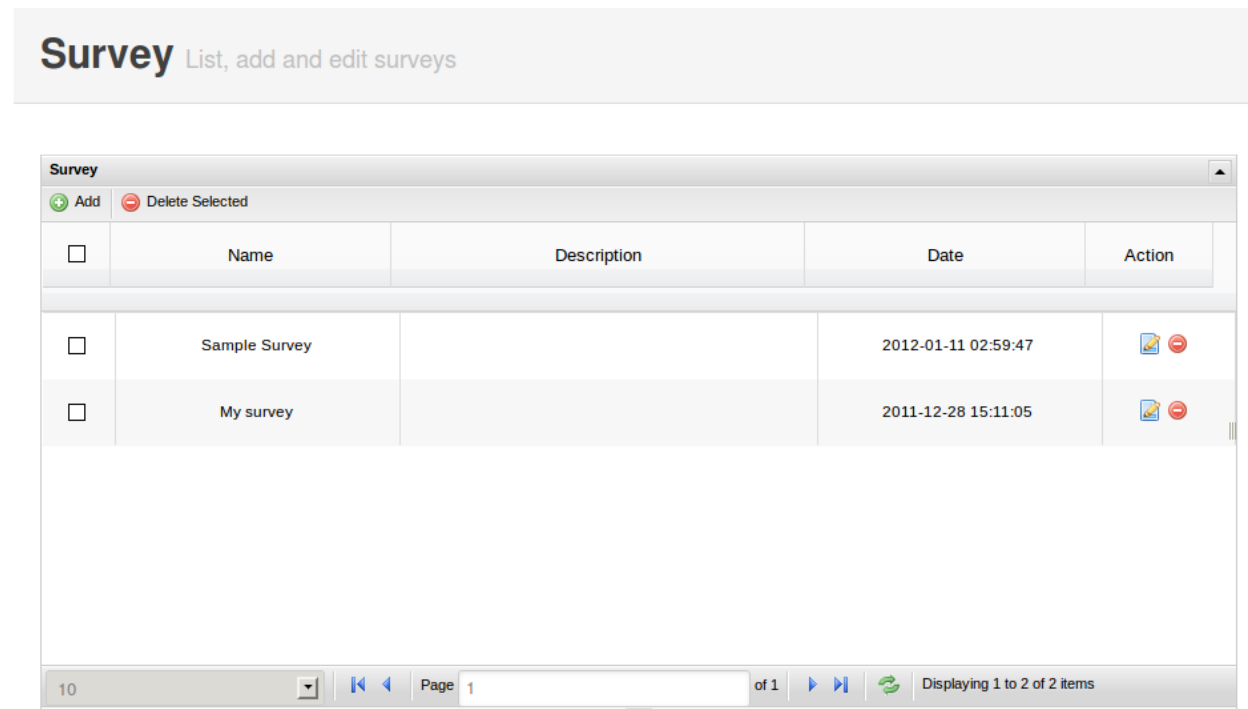 Survey List, add and edit surveys
Survey
Add Delete Selected
Name Description Date Action
Sample Survey 2012-01-11 02:59:47
My survey 2011-12-28 15:11:05
10 Page 1 of 1 Displaying 1 to 2 of 2 items